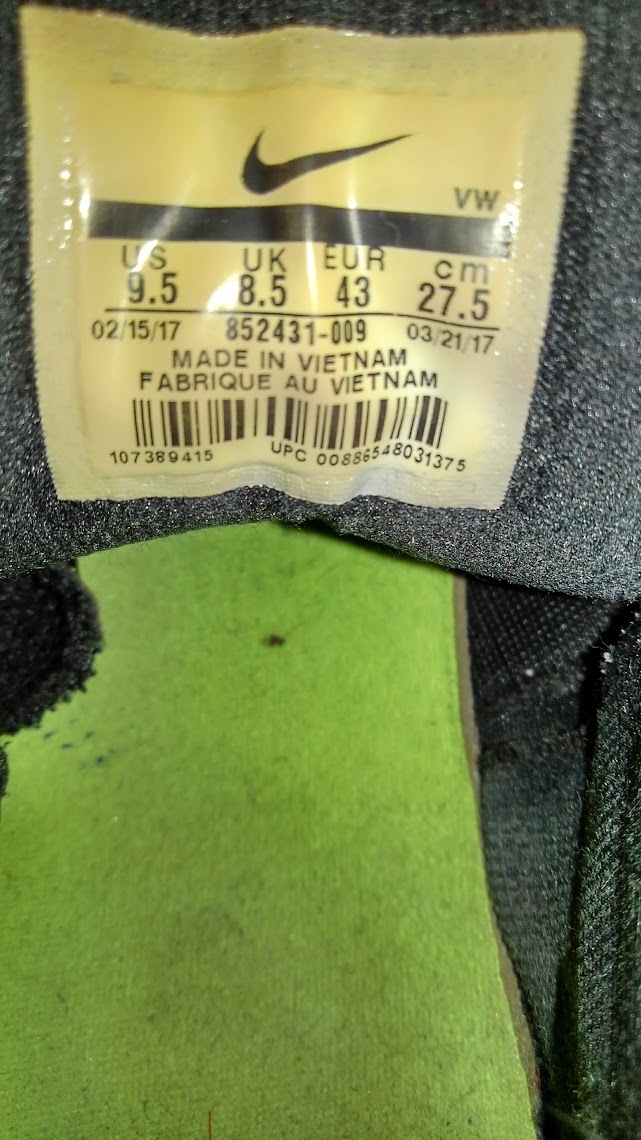 VW
US UK EUR cm
9.5 8.5 43 27.5
02/15/17 852431-009 03/21/17
MADE IN VIETNAM
FABRIQUE AU VIETNAM
107389415 UPC 00886548031375